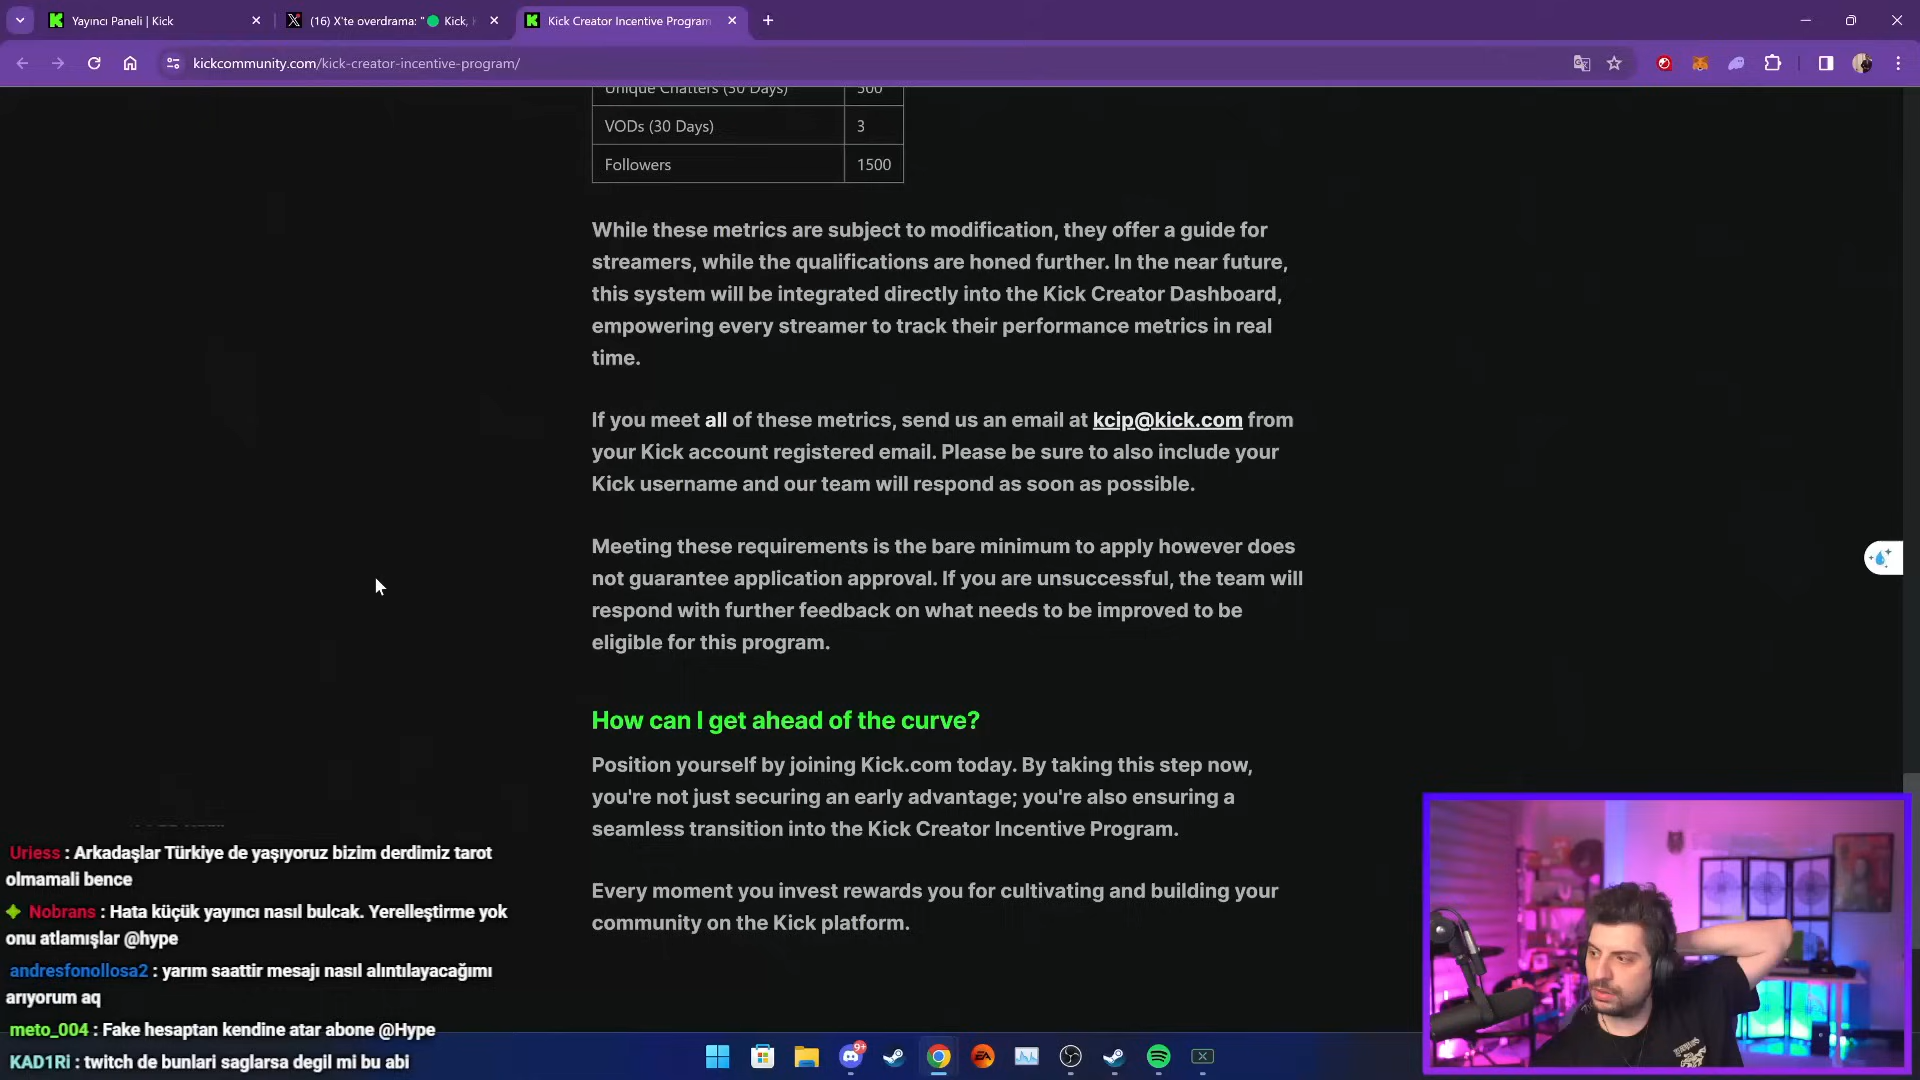 Yayıncı Paneli | Kick
(16) X'te overdrama: "🟢 Kick,
Kick Creator Incentive Program
kickcommunity.com/kick-creator-incentive-program/
Unique Chatters (30 Days) 300
VODs (30 Days) 3
Followers 1500
While these metrics are subject to modification, they offer a guide for
streamers, while the qualifications are honed further. In the near future,
this system will be integrated directly into the Kick Creator Dashboard,
empowering every streamer to track their performance metrics in real
time.
If you meet all of these metrics, send us an email at kcip@kick.com from
your Kick account registered email. Please be sure to also include your
Kick username and our team will respond as soon as possible.
Meeting these requirements is the bare minimum to apply however does
not guarantee application approval. If you are unsuccessful, the team will
respond with further feedback on what needs to be improved to be
eligible for this program.
How can I get ahead of the curve?
Position yourself by joining Kick.com today. By taking this step now,
you're not just securing an early advantage; you're also ensuring a
seamless transition into the Kick Creator Incentive Program.
Every moment you invest rewards you for cultivating and building your
community on the Kick platform.
Uriess : Arkadaşlar Türkiye de yaşıyoruz bizim derdimiz tarot
olmamali bence
Nobrans : Hata küçük yayıncı nasıl bulcak. Yerelleştirme yok
onu atlamışlar @hype
andresfonollosa2 : yarım saattir mesajı nasıl alıntılayacağımı
arıyorum aq
meto_004 : Fake hesaptan kendine atar abone @Hype
KAD1Ri : twitch de bunlari saglarsa degil mi bu abi
9+
EA